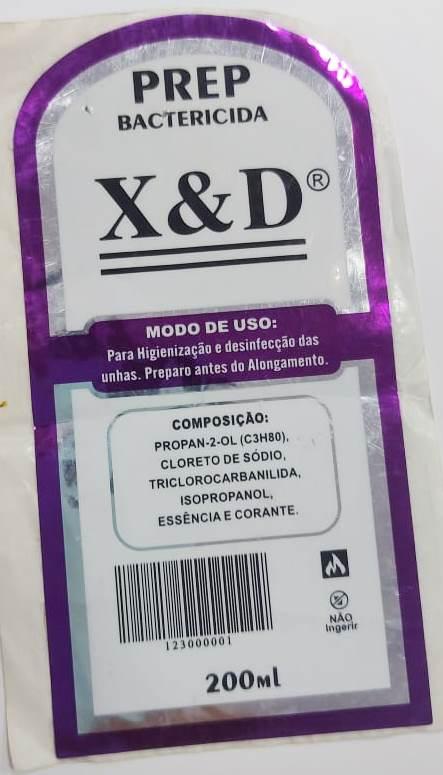 PREP
BACTERICIDA
X&D®
MODO DE USO:
Para Higienização e desinfecção das
unhas. Preparo antes do Alongamento.
COMPOSIÇÃO:
PROPAN-2-OL (C3H80),
CLORETO DE SÓDIO,
TRICLOROCARBANILIDA,
ISOPROPANOL,
ESSÊNCIA E CORANTE.
123000001
NÃO
Ingerir
200Ml